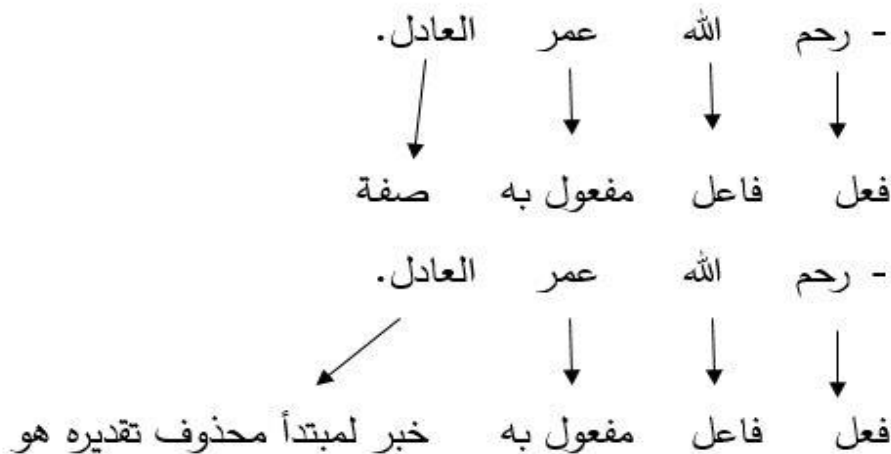 - رحم الله عمر العادل.
فعل فاعل مفعول به صفة
- رحم الله عمر العادل.
فعل فاعل مفعول به خبر لمبتدأ محذوف تقديره هو